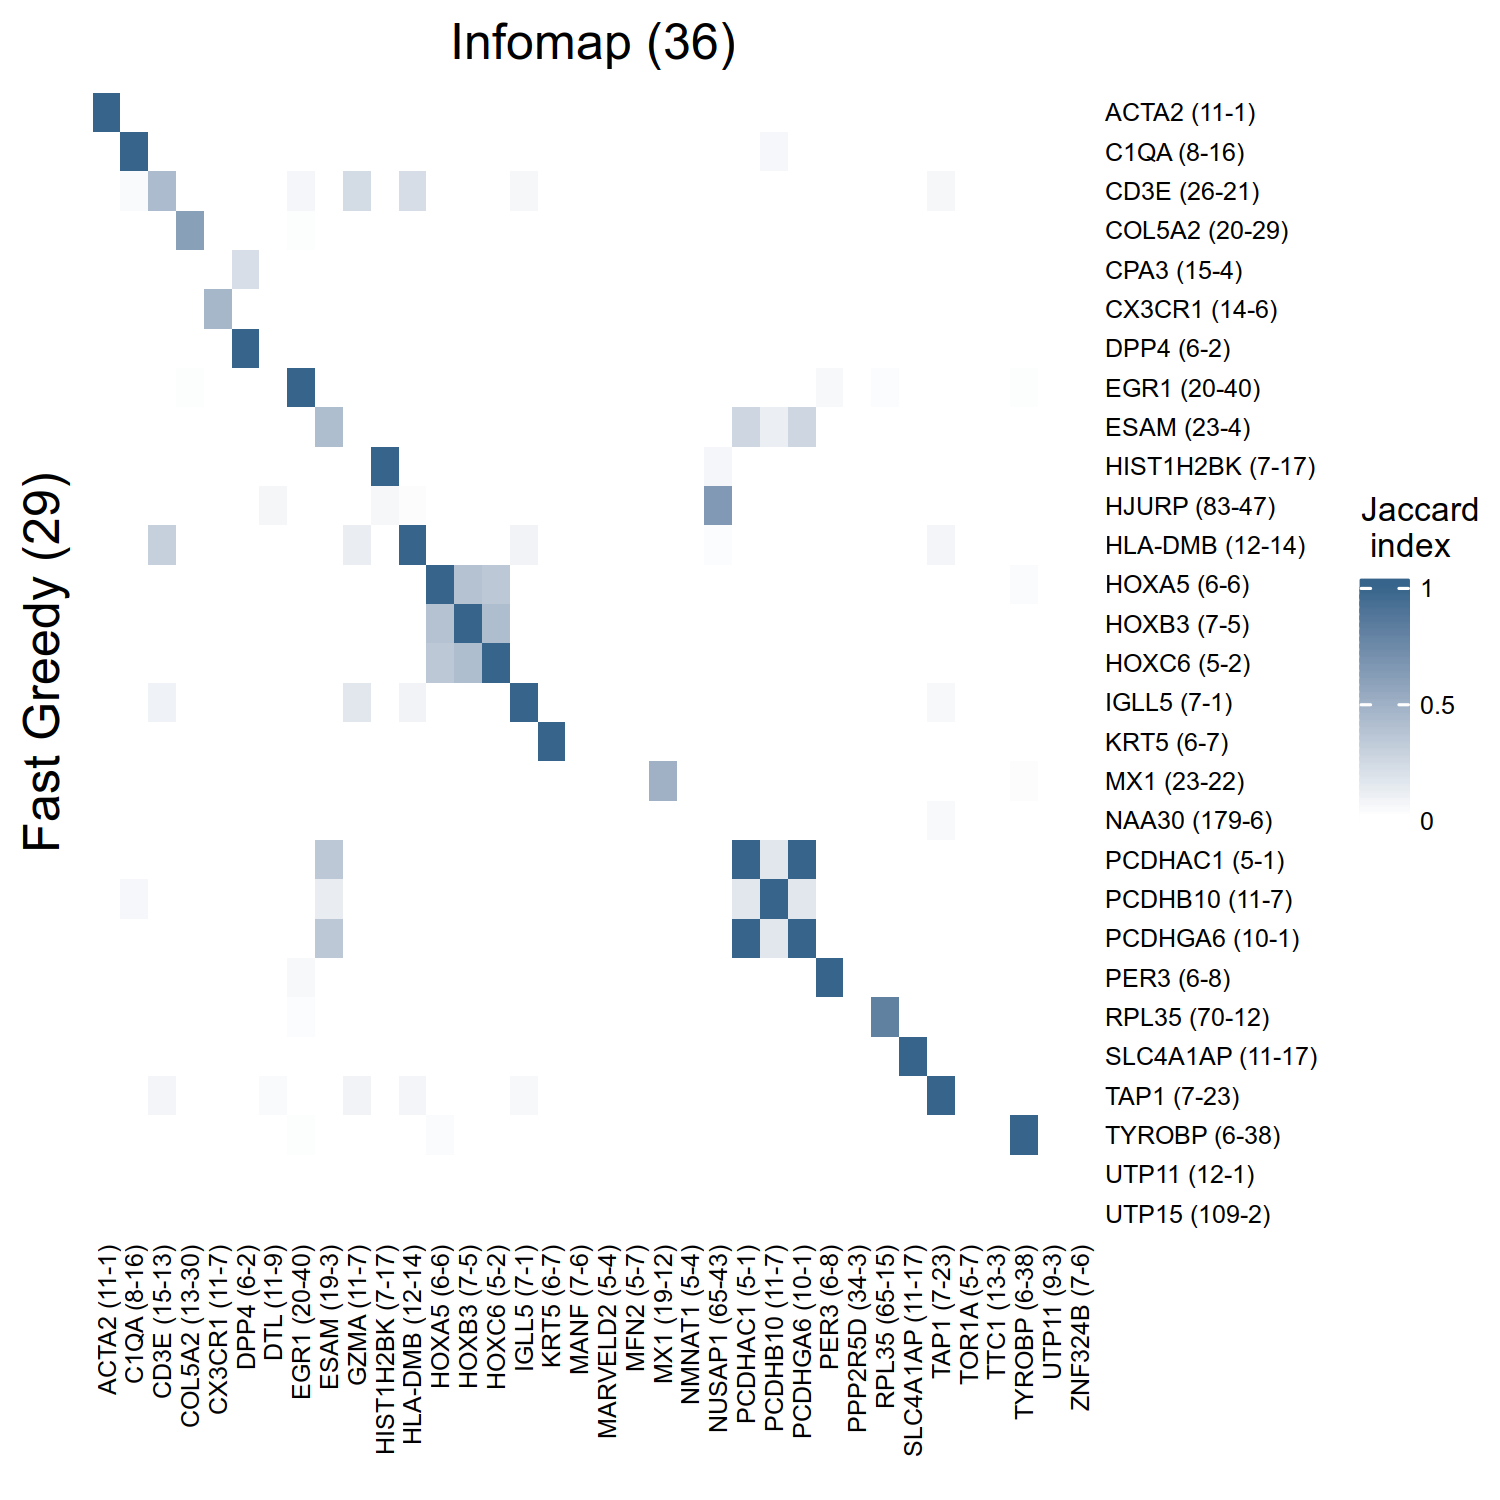 Infomap (36)
Fast Greedy (29)
ACTA2 (11-1)
C1QA (8-16)
CD3E (26-21)
COL5A2 (20-29)
CPA3 (15-4)
CX3CR1 (14-6)
DPP4 (6-2)
EGR1 (20-40)
ESAM (23-4)
HIST1H2BK (7-17)
HJURP (83-47)
HLA-DMB (12-14)
HOXA5 (6-6)
HOXB3 (7-5)
HOXC6 (5-2)
IGLL5 (7-1)
KRT5 (6-7)
MX1 (23-22)
NAA30 (179-6)
PCDHAC1 (5-1)
PCDHB10 (11-7)
PCDHGA6 (10-1)
PER3 (6-8)
RPL35 (70-12)
SLC4A1AP (11-17)
TAP1 (7-23)
TYROBP (6-38)
UTP11 (12-1)
UTP15 (109-2)
Jaccard
index
1
0.5
0
ACTA2 (11-1)
C1QA (8-16)
CD3E (15-13)
COL5A2 (13-30)
CX3CR1 (11-7)
DPP4 (6-2)
DTL (11-9)
EGR1 (20-40)
ESAM (19-3)
GZMA (11-7)
HIST1H2BK (7-17)
HLA-DMB (12-14)
HOXA5 (6-6)
HOXB3 (7-5)
HOXC6 (5-2)
IGLL5 (7-1)
KRT5 (6-7)
MANF (7-6)
MARVELD2 (5-4)
MFN2 (5-7)
MX1 (19-12)
NMNAT1 (5-4)
NUSAP1 (65-43)
PCDHAC1 (5-1)
PCDHB10 (11-7)
PCDHGA6 (10-1)
PER3 (6-8)
PPP2R5D (34-3)
RPL35 (65-15)
SLC4A1AP (11-17)
TAP1 (7-23)
TOR1A (5-7)
TTC1 (13-3)
TYROBP (6-38)
UTP11 (9-3)
ZNF324B (7-6)